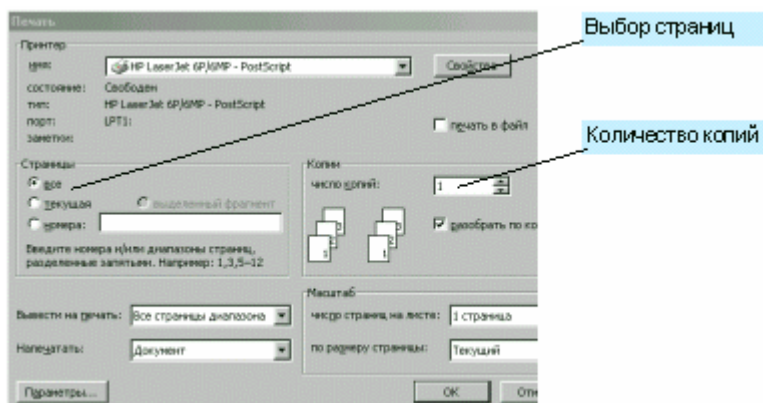 Печать
Выбор страниц
Принтер
имя: HP LaserJet 6P/6MP - PostScript Свойства
состояние: Свободен
тип: HP LaserJet 6P/6MP - PostScript
порт: LPT1:
заметки:
печать в файл
Количество копий
Страницы
все
текущая выделенный фрагмент
номера:
Введите номера и/или диапазоны страниц,
разделенные запятыми. Например: 1,3,5–12
Копии
число копий: 1
разобрать по ко
Вывести на печать: Все страницы диапазона
Напечатать: Документ
Масштаб
число страниц на листе: 1 страница
по размеру страницы: Текущий
Параметры...
OK
Отм